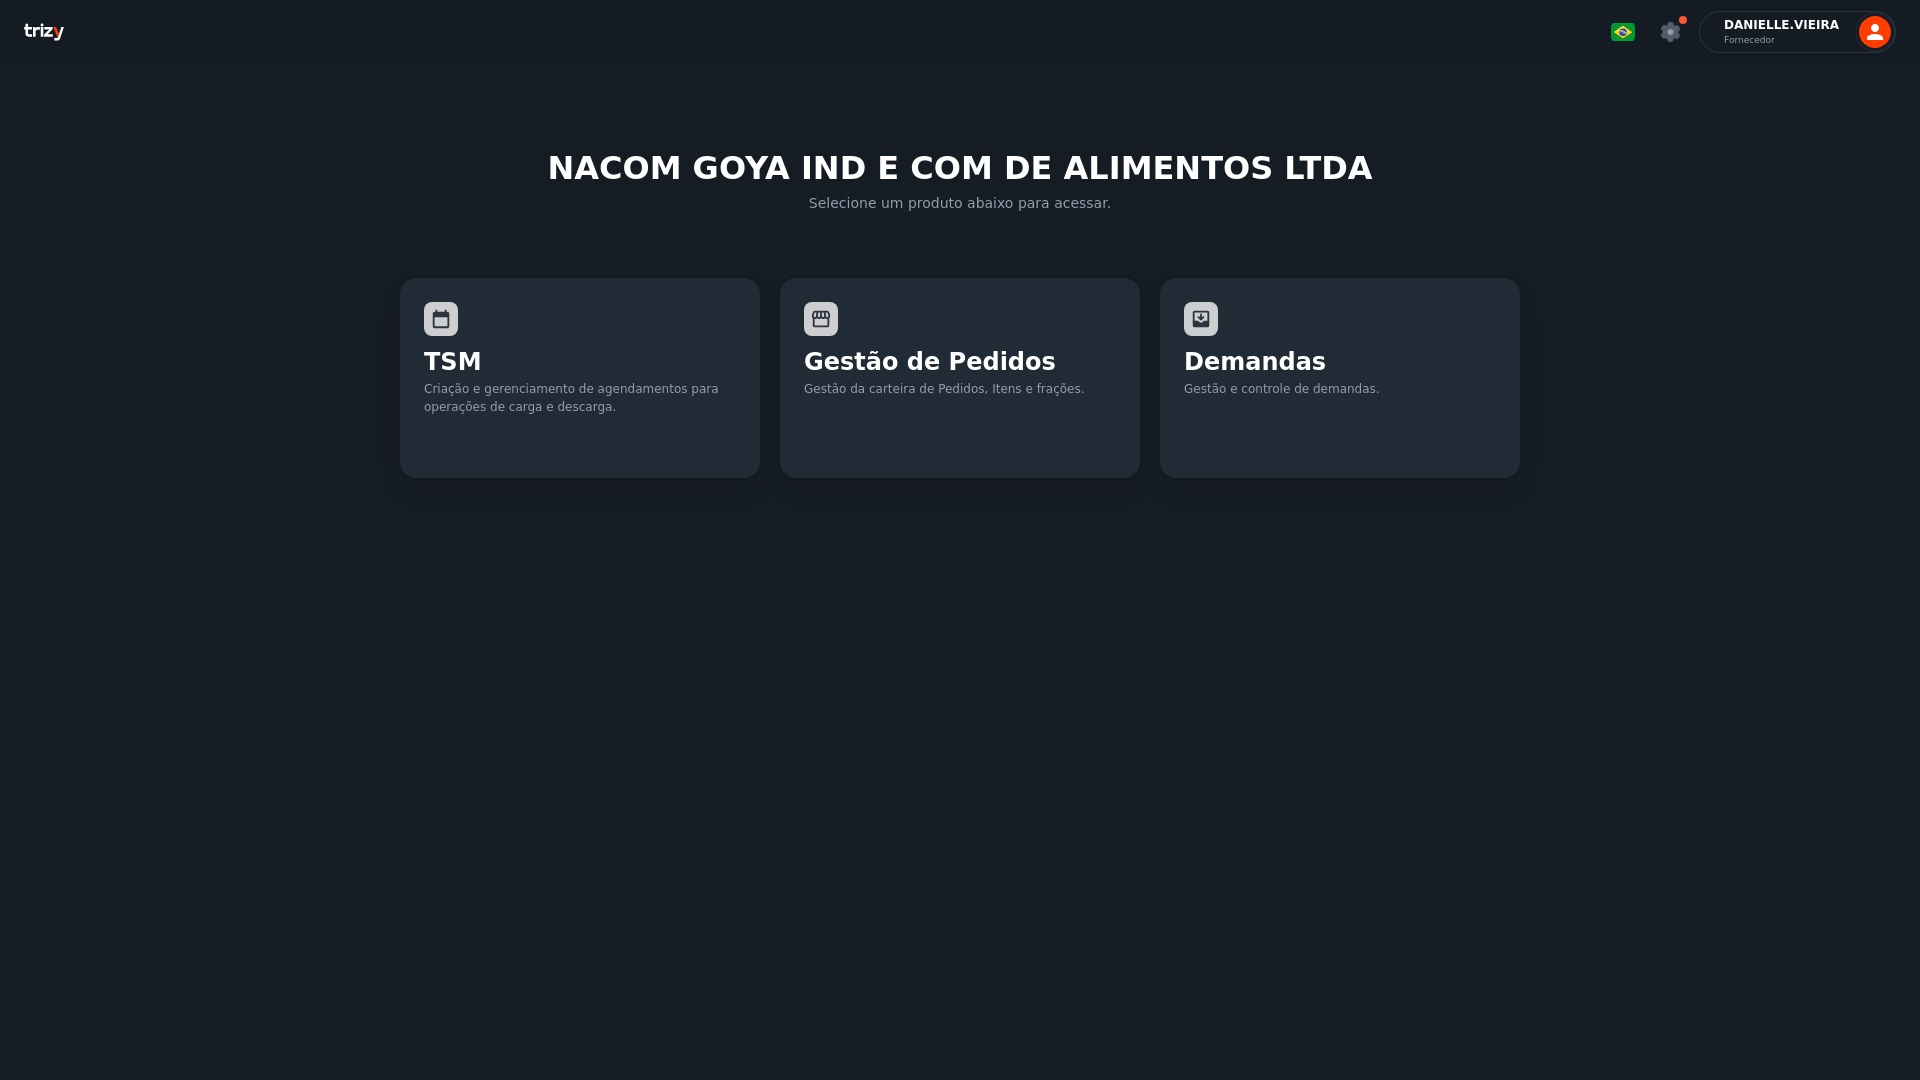 trizy
DANIELLE.VIEIRA
Fornecedor
NACOM GOYA IND E COM DE ALIMENTOS LTDA
Selecione um produto abaixo para acessar.
TSM
Criação e gerenciamento de agendamentos para
operações de carga e descarga.
Gestão de Pedidos
Gestão da carteira de Pedidos, Itens e frações.
Demandas
Gestão e controle de demandas.